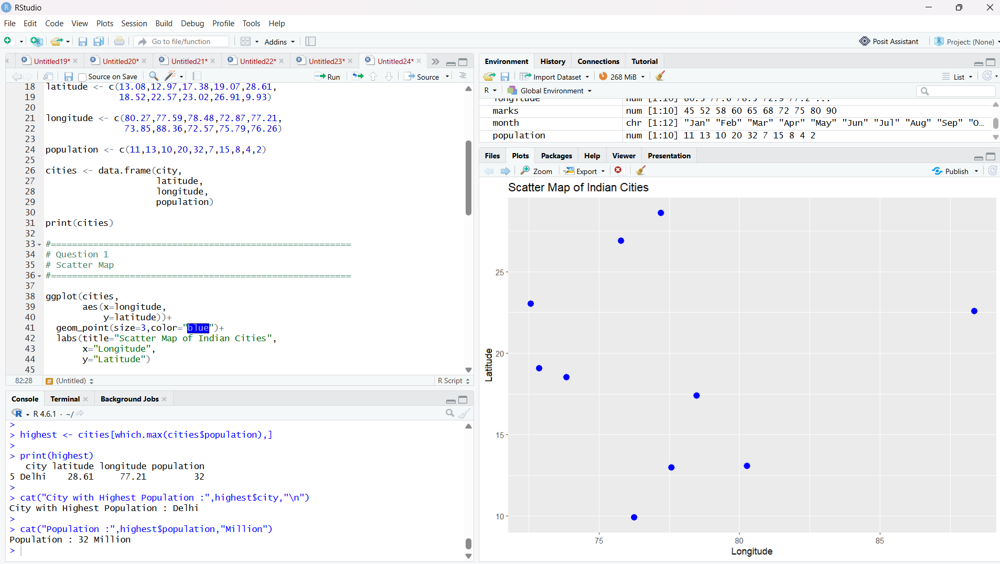 RStudio
File Edit Code View Plots Session Build Debug Profile Tools Help
Go to file/function Addins Posit Assistant Project: (None)
Untitled19* Untitled20* Untitled21* Untitled22* Untitled23* Untitled24*
Source on Save Run Source
18 latitude <- c(13.08,12.97,17.38,19.07,28.61,
19 18.52,22.57,23.02,26.91,9.93)
20
21 longitude <- c(80.27,77.59,78.48,72.87,77.21,
22 73.85,88.36,72.57,75.79,76.26)
23
24 population <- c(11,13,10,20,32,7,15,8,4,2)
25
26 cities <- data.frame(city,
27 latitude,
28 longitude,
29 population)
30
31 print(cities)
32
33 #=========================================================
34 # Question 1
35 # Scatter Map
36 #=========================================================
37
38 ggplot(cities,
39 aes(x=longitude,
40 y=latitude))+
41 geom_point(size=3,color="blue")+
42 labs(title="Scatter Map of Indian Cities",
43 x="Longitude",
44 y="Latitude")
45
82:28 # (Untitled) R Script
Console Terminal Background Jobs
R R 4.6.1 · ~/
>
> highest <- cities[which.max(cities$population),]
>
> print(highest)
city latitude longitude population
5 Delhi 28.61 77.21 32
>
> cat("City with Highest Population :",highest$city,"\n")
City with Highest Population : Delhi
>
> cat("Population :",highest$population,"Million")
Population : 32 Million
>
Environment History Connections Tutorial
Import Dataset 268 MiB List
R Global Environment
longitude num [1:10] 80.3 77.6 78.5 72.9 77.2 ...
marks num [1:10] 45 52 58 60 65 68 72 75 80 90
month chr [1:12] "Jan" "Feb" "Mar" "Apr" "May" "Jun" "Jul" "Aug" "Sep" "O...
population num [1:10] 11 13 10 20 32 7 15 8 4 2
Files Plots Packages Help Viewer Presentation
Zoom Export Publish
Scatter Map of Indian Cities
25
20
15
10
Latitude
75 80 85
Longitude